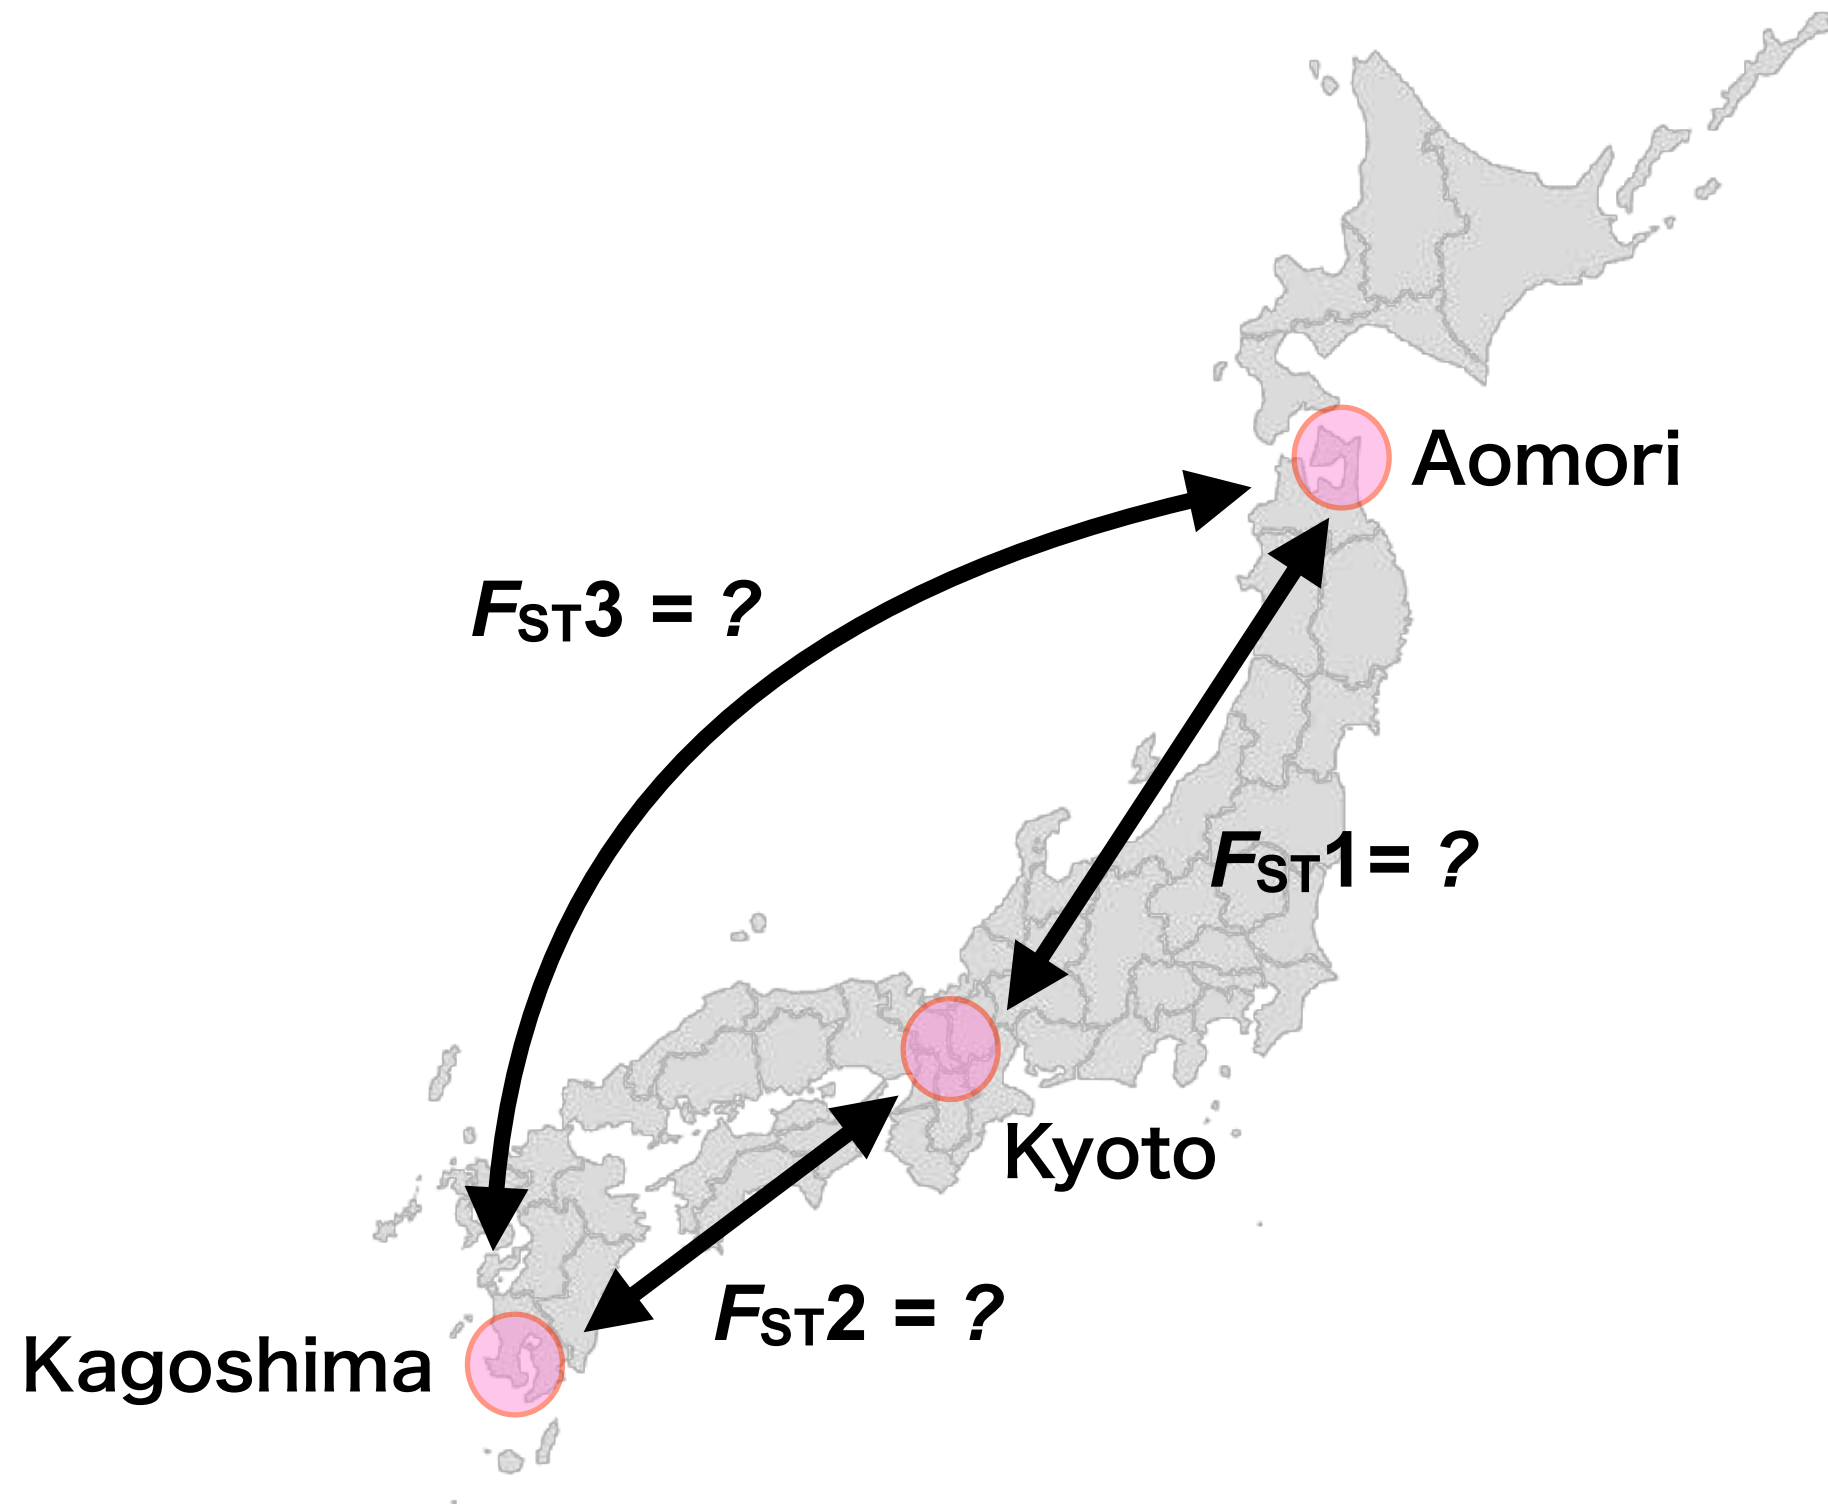 Aomori
FST3 = ?
FST1= ?
Kyoto
FST2 = ?
Kagoshima